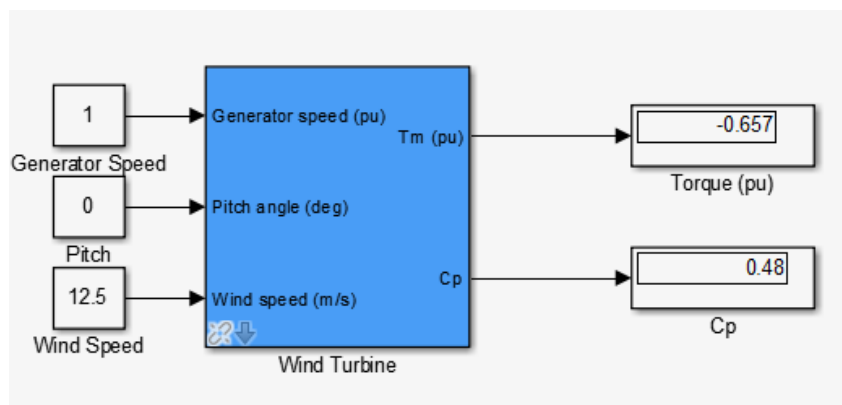 1
Generator Speed
0
Pitch
12.5
Wind Speed
Generator speed (pu)
Pitch angle (deg)
Wind speed (m/s)
Tm (pu)
Cp
Wind Turbine
-0.657
Torque (pu)
0.48
Cp